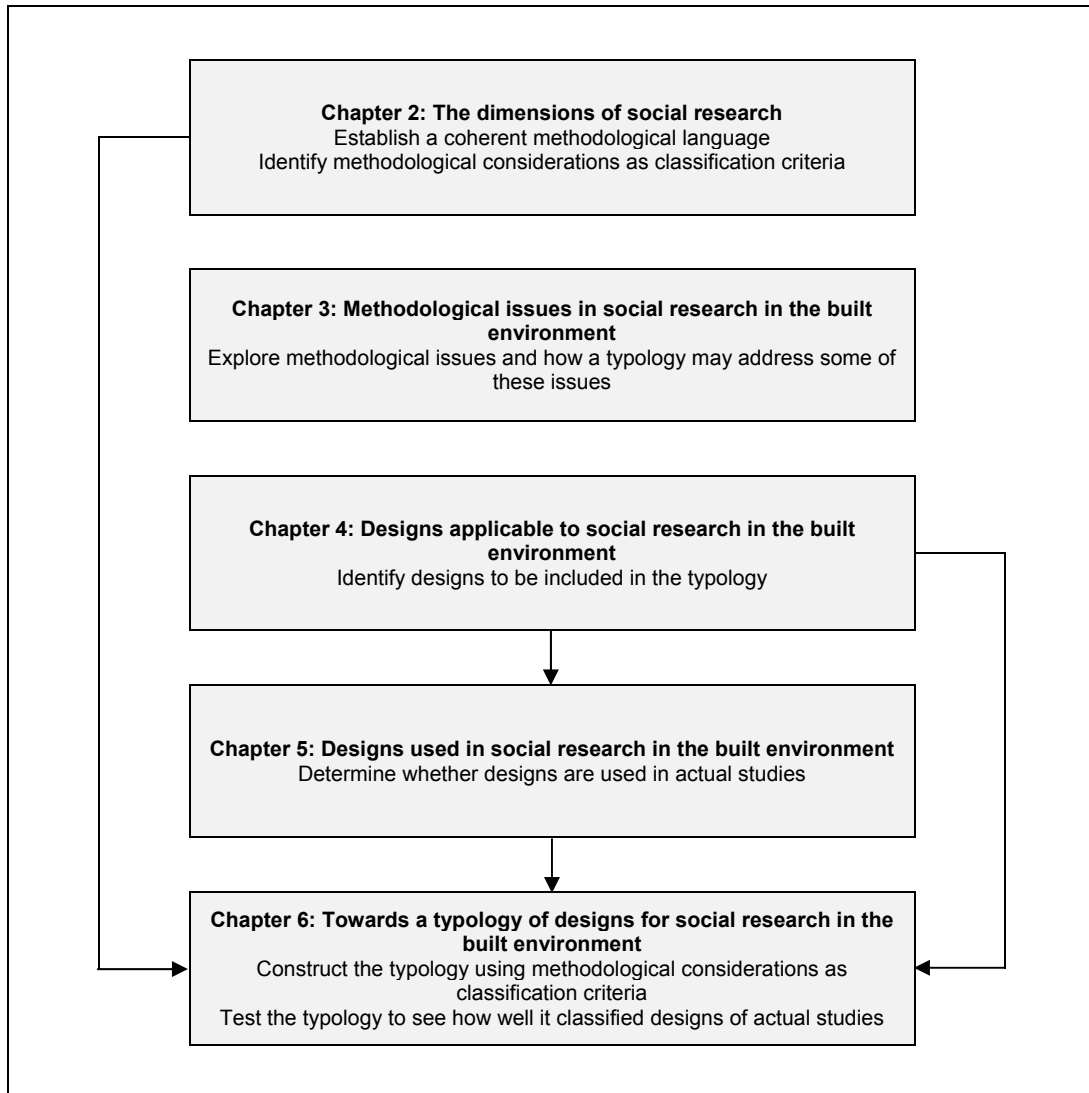 Chapter 2: The dimensions of social research
Establish a coherent methodological language
Identify methodological considerations as classification criteria
Chapter 3: Methodological issues in social research in the built
environment
Explore methodological issues and how a typology may address some of
these issues
Chapter 4: Designs applicable to social research in the built
environment
Identify designs to be included in the typology
Chapter 5: Designs used in social research in the built environment
Determine whether designs are used in actual studies
Chapter 6: Towards a typology of designs for social research in the
built environment
Construct the typology using methodological considerations as
classification criteria
Test the typology to see how well it classified designs of actual studies